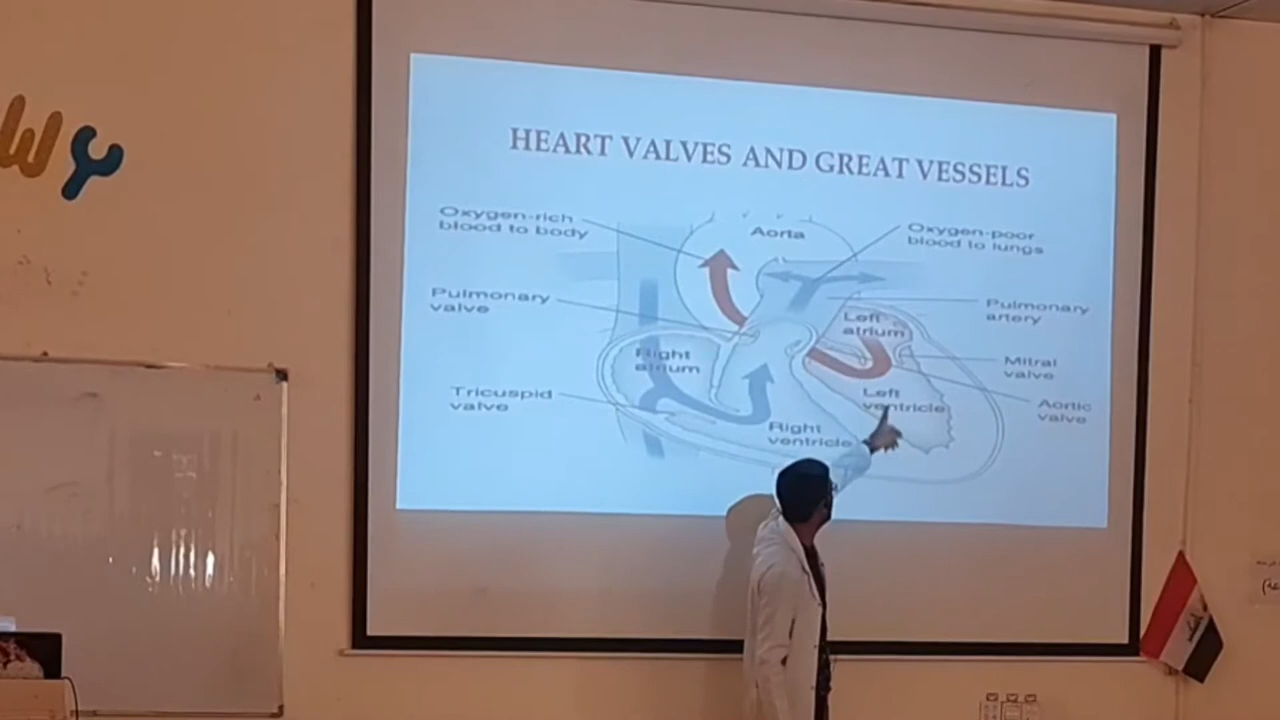 HEART VALVES AND GREAT VESSELS
Oxygen-rich
blood to body
Aorta
Oxygen-poor
blood to lungs
Pulmonary
valve
Left
atrium
Pulmonary
artery
Right
atrium
Mitral
valve
Tricuspid
valve
Left
ventricle
Aortic
valve
Right
ventricle